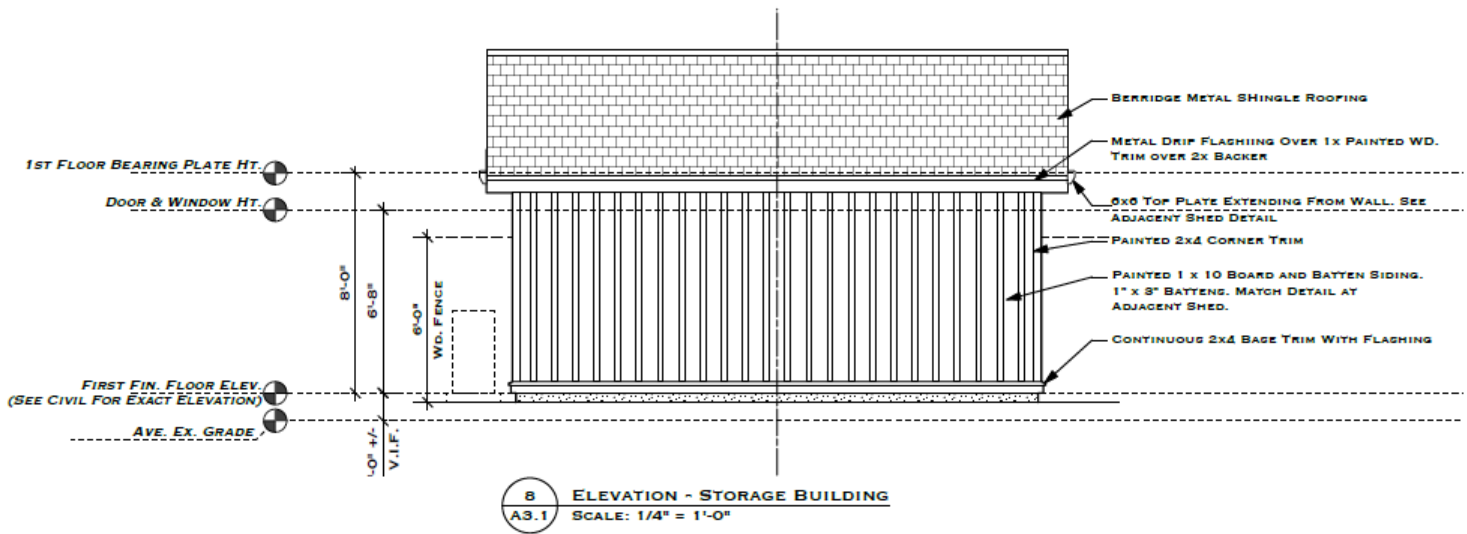 BERRIDGE METAL SHINGLE ROOFING
METAL DRIP FLASHIING OVER 1X PAINTED WD.
TRIM OVER 2X BACKER
1ST FLOOR BEARING PLATE HT.
DOOR & WINDOW HT.
6X6 TOP PLATE EXTENDING FROM WALL. SEE
ADJACENT SHED DETAIL
PAINTED 2X4 CORNER TRIM
PAINTED 1 X 10 BOARD AND BATTEN SIDING.
1" X 3" BATTENS. MATCH DETAIL AT
ADJACENT SHED.
CONTINUOUS 2X4 BASE TRIM WITH FLASHING
8'-0"
6'-8"
6'-0"
WD. FENCE
FIRST FIN. FLOOR ELEV.
(SEE CIVIL FOR EXACT ELEVATION)
AVE. EX. GRADE
'-0" +/-
V.I.F.
8
A3.1
ELEVATION - STORAGE BUILDING
SCALE: 1/4" = 1'-0"